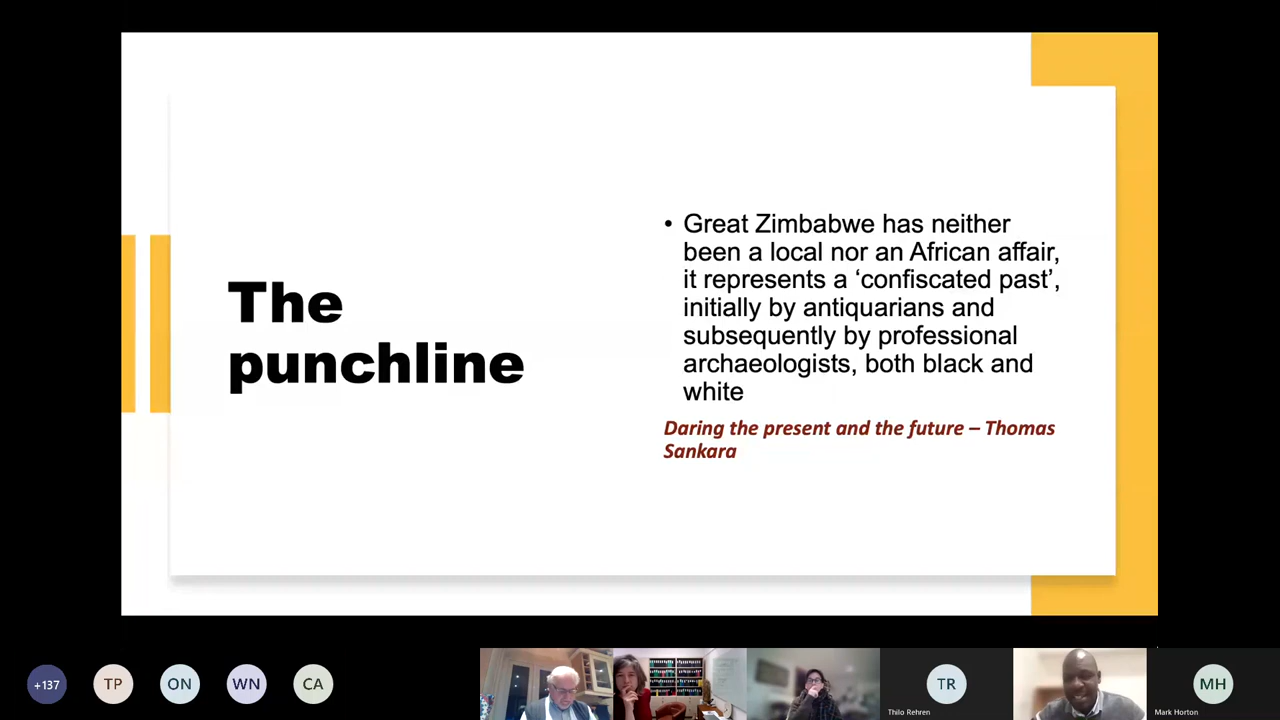 The
punchline
• Great Zimbabwe has neither
been a local nor an African affair,
it represents a ‘confiscated past’,
initially by antiquarians and
subsequently by professional
archaeologists, both black and
white
Daring the present and the future – Thomas
Sankara
+137
TP
ON
WN
CA
TR
Thilo Rehren
MH
Mark Horton